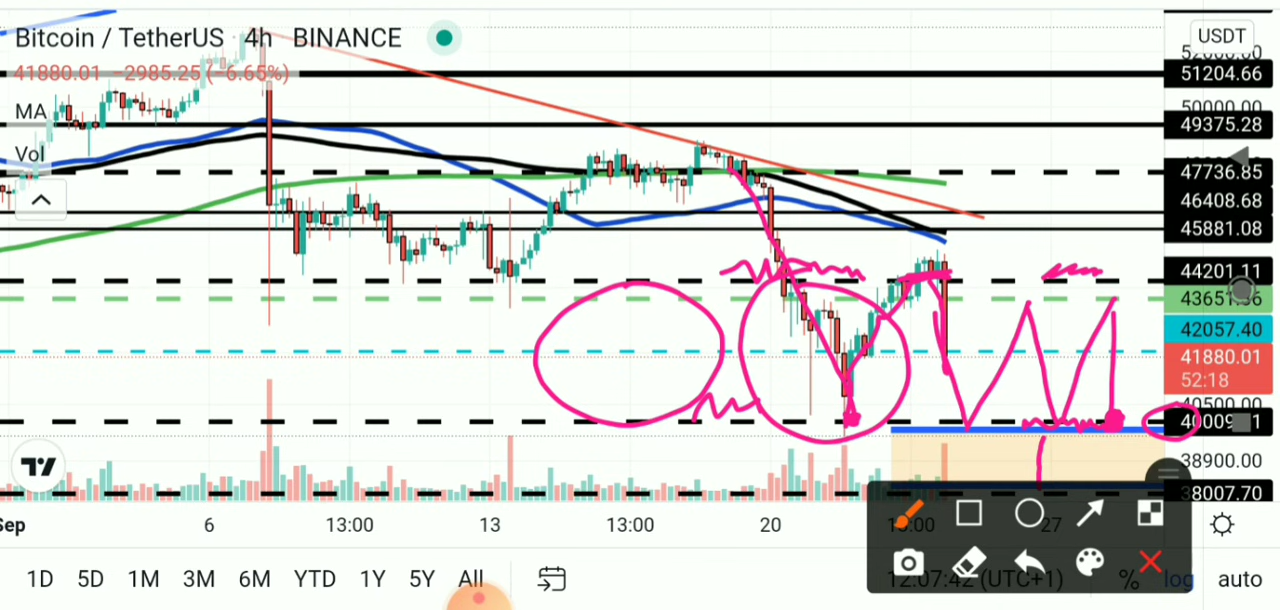 Bitcoin / TetherUS 4h BINANCE
USDT
52000.00
41880.01 −2985.25 (−6.65%)
51204.66
MA
50000.00
49375.28
Vol
47736.85
46408.68
45881.08
44201.11
43651.
42057.40
41880.01
52:18
40500.00
38900.00
38007.70
Sep 6 13:00 13 13:00 20 27
1D 5D 1M 3M 6M YTD 1Y 5Y All 12:07:42 (UTC+1) % log auto